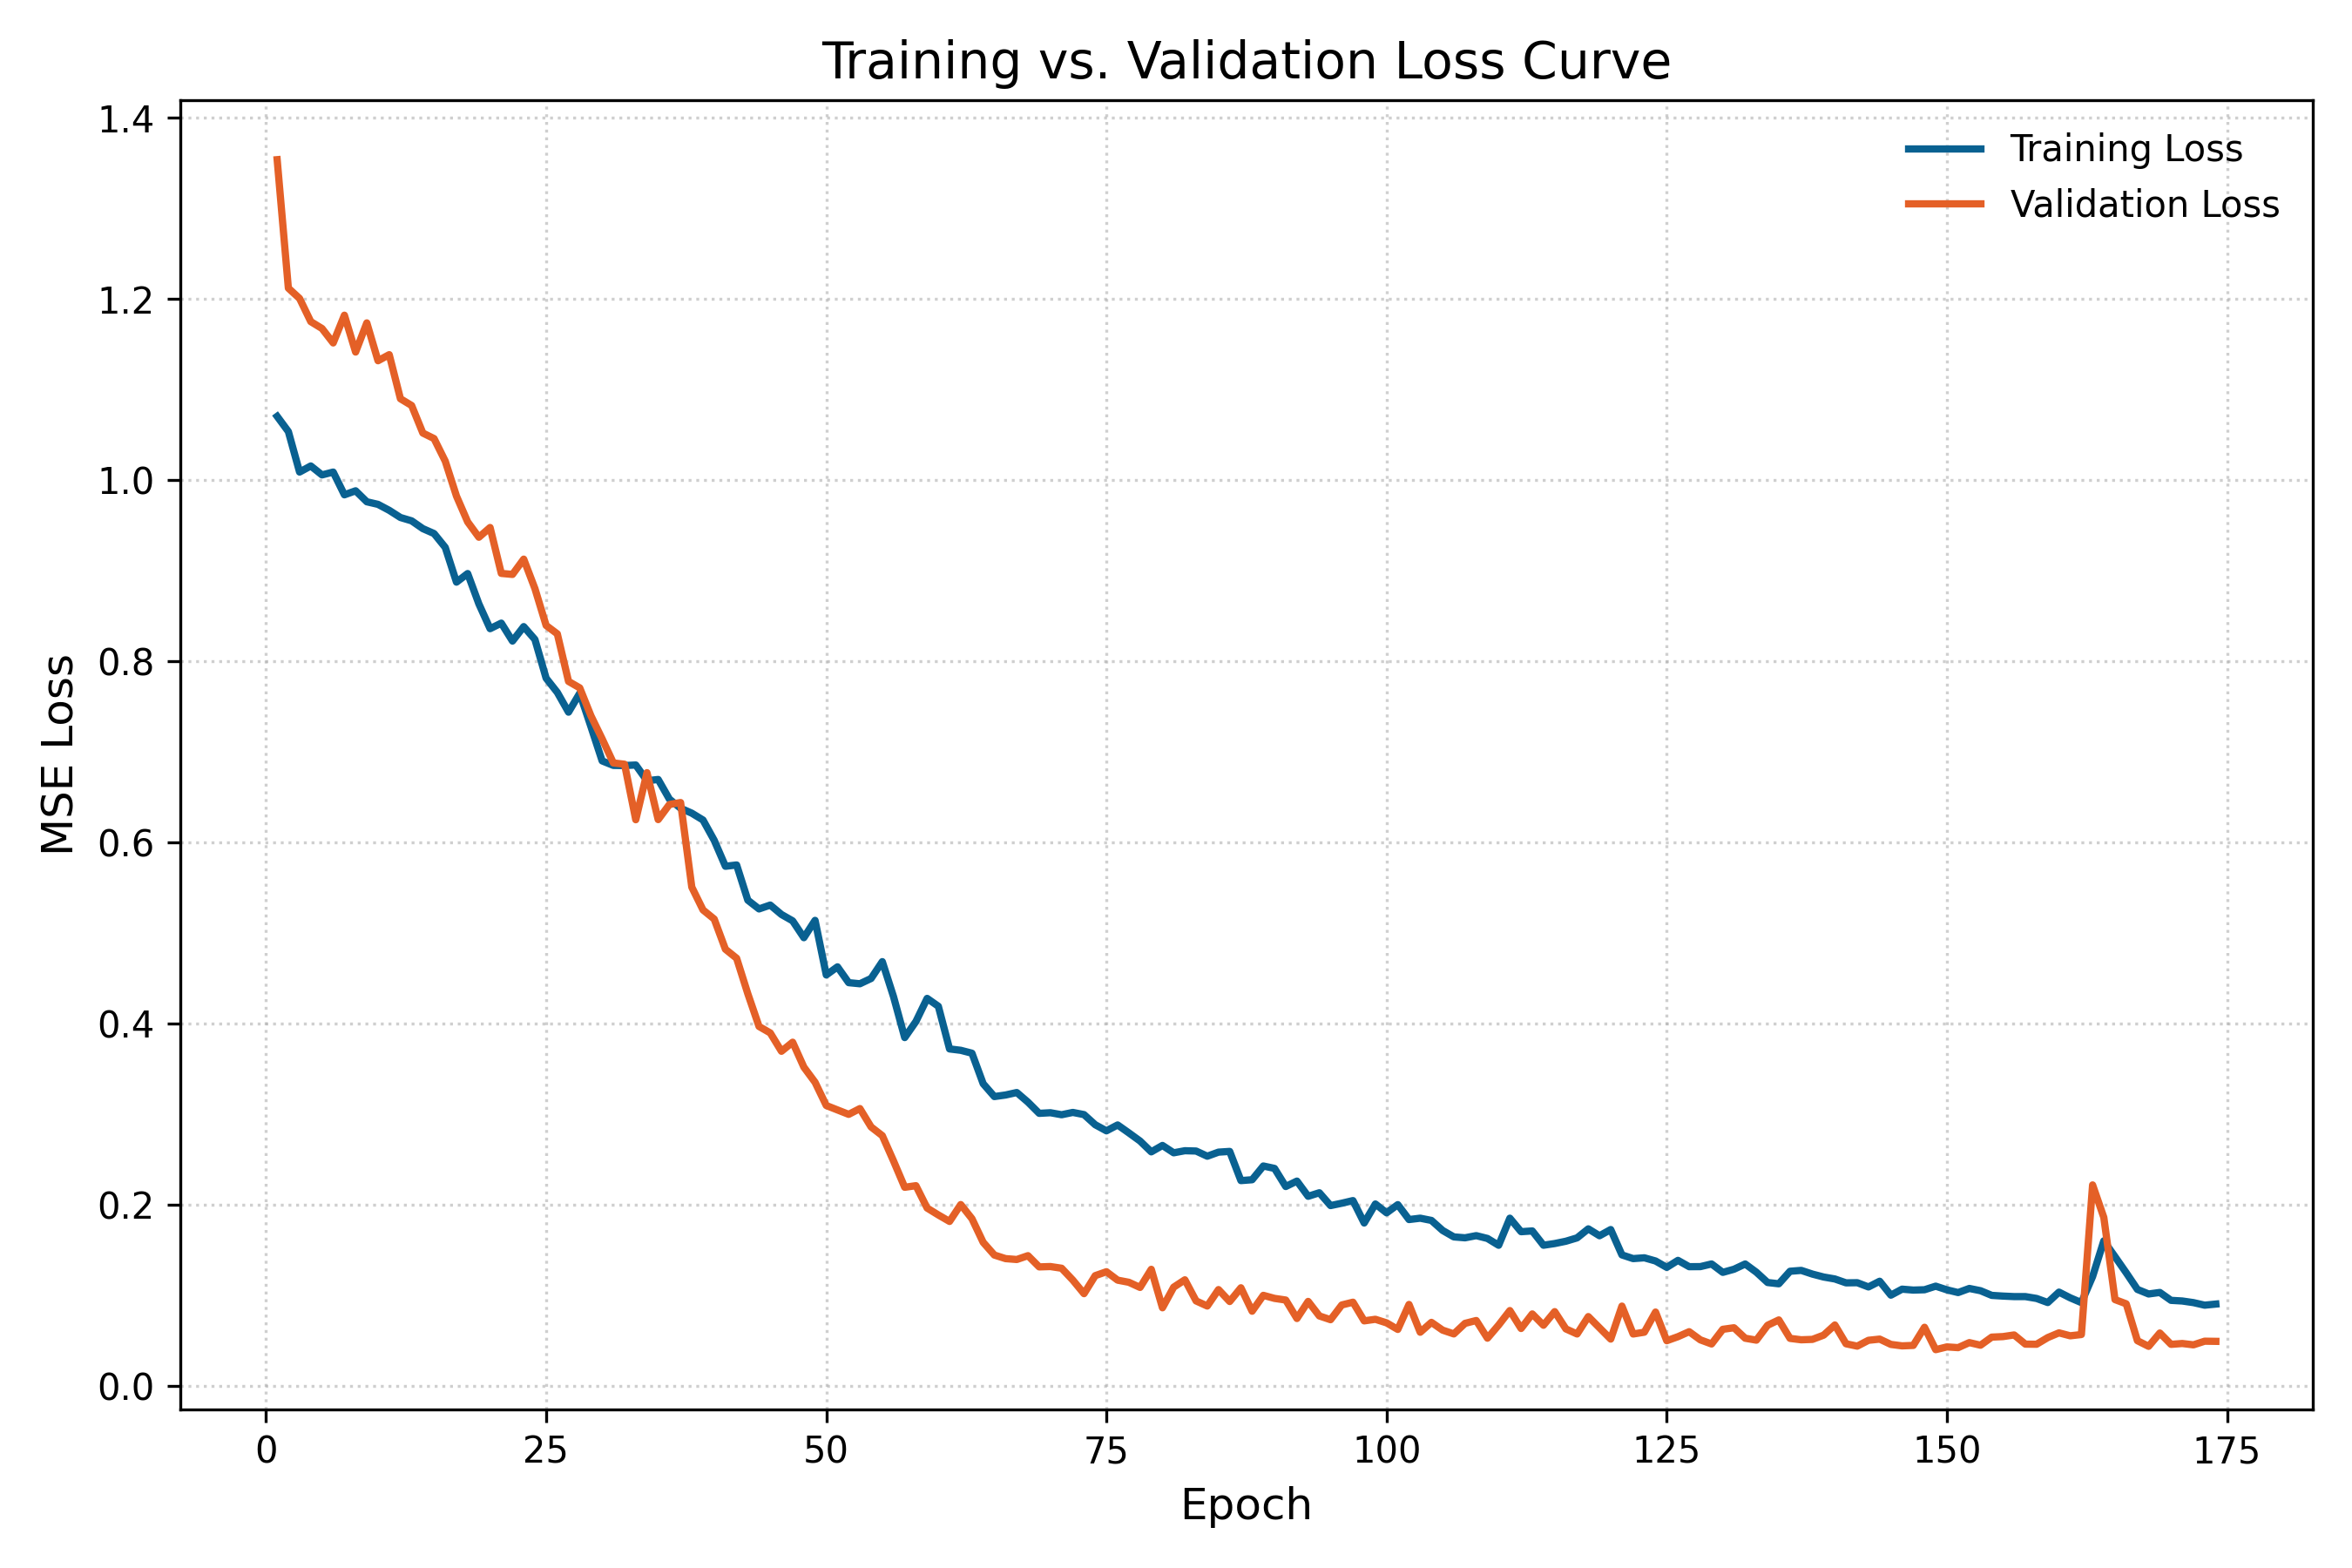 Training vs. Validation Loss Curve
Training Loss
Validation Loss
MSE Loss
1.4
1.2
1.0
0.8
0.6
0.4
0.2
0.0
0 25 50 75 100 125 150 175
Epoch